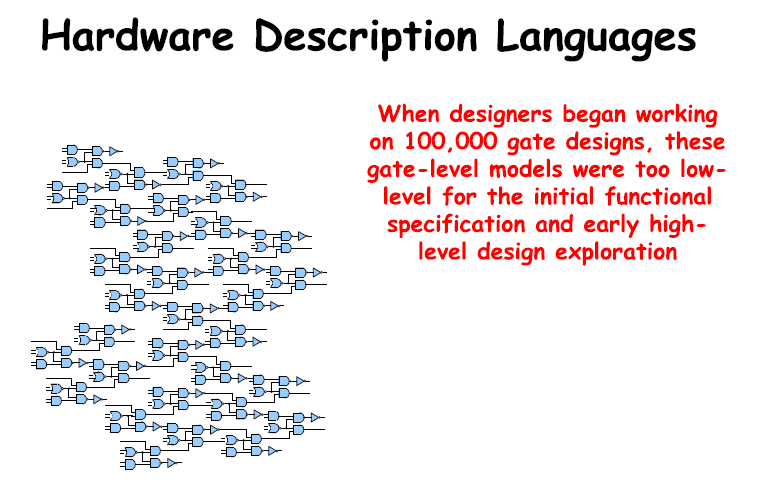 Hardware Description Languages
When designers began working
on 100,000 gate designs, these
gate-level models were too low-
level for the initial functional
specification and early high-
level design exploration